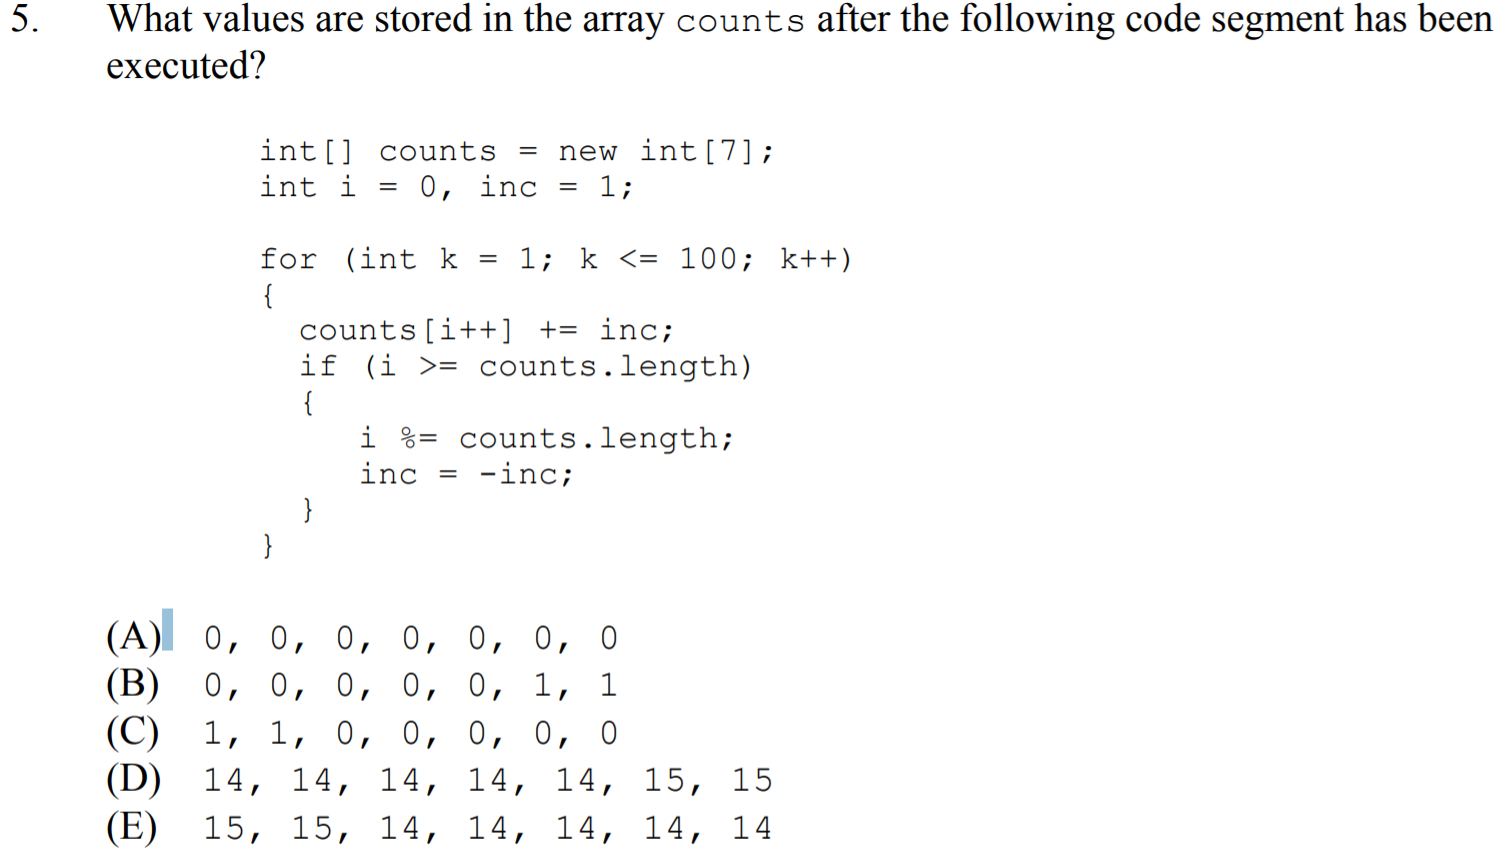 5. What values are stored in the array counts after the following code segment has been
executed?
int[] counts = new int[7];
int i = 0, inc = 1;
for (int k = 1; k <= 100; k++)
{
counts[i++] += inc;
if (i >= counts.length)
{
i %= counts.length;
inc = -inc;
}
}
(A) 0, 0, 0, 0, 0, 0, 0
(B) 0, 0, 0, 0, 0, 1, 1
(C) 1, 1, 0, 0, 0, 0, 0
(D) 14, 14, 14, 14, 14, 15, 15
(E) 15, 15, 14, 14, 14, 14, 14